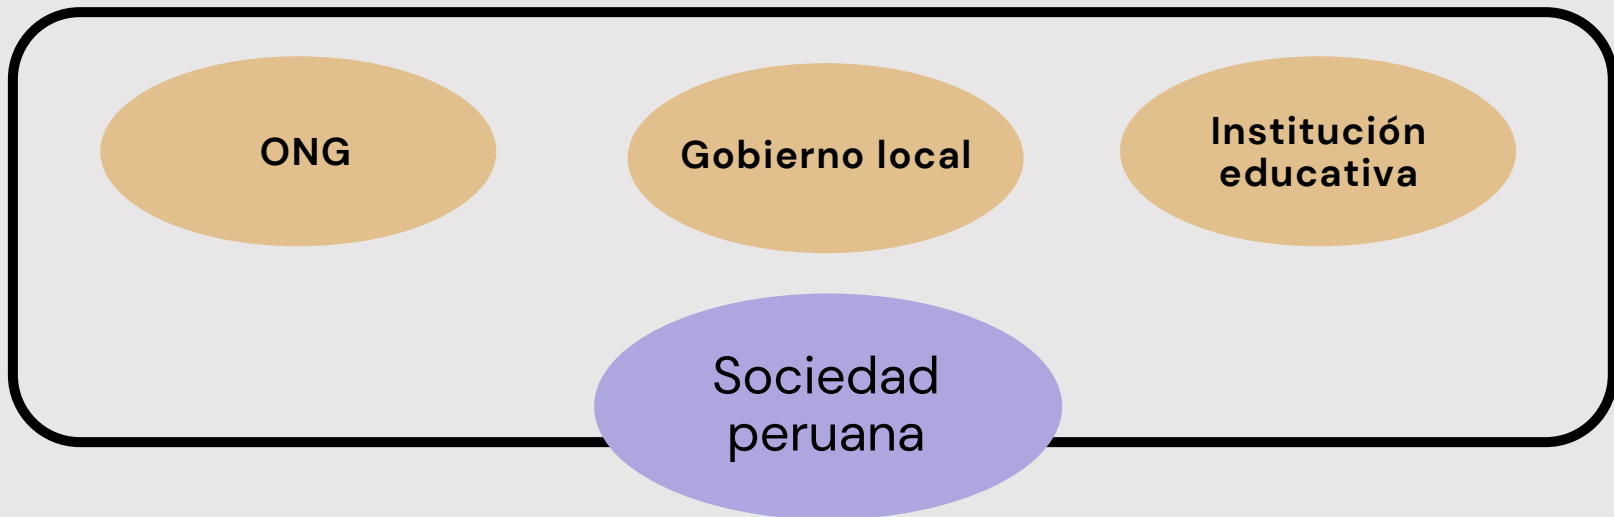 ONG
Gobierno local
Institución
educativa
Sociedad
peruana